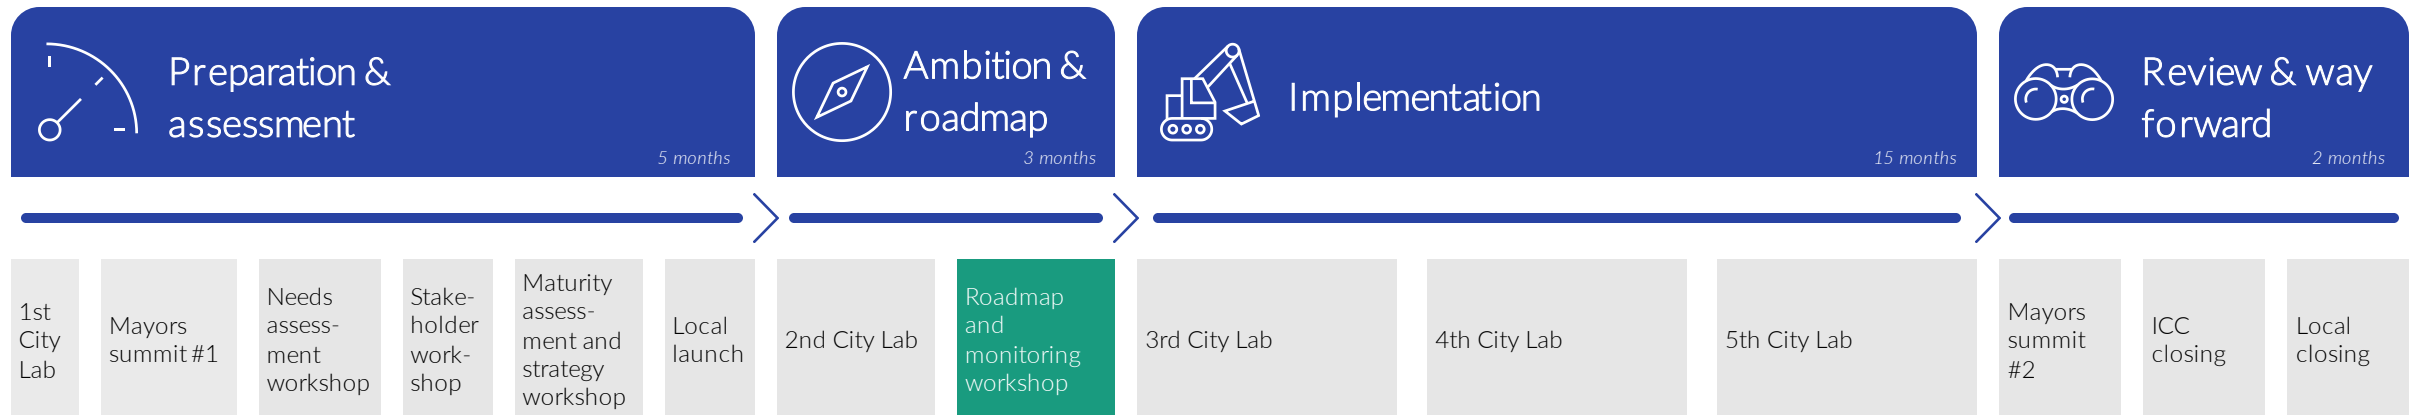 Preparation &
assessment
5 months
Ambition &
roadmap
3 months
Implementation
15 months
Review & way
forward
2 months
1st
City
Lab
Mayors
summit #1
Needs
assess-
ment
workshop
Stake-
holder
work-
shop
Maturity
assess-
ment and
strategy
workshop
Local
launch
2nd City Lab
Roadmap
and
monitoring
workshop
3rd City Lab
4th City Lab
5th City Lab
Mayors
summit
#2
ICC
closing
Local
closing